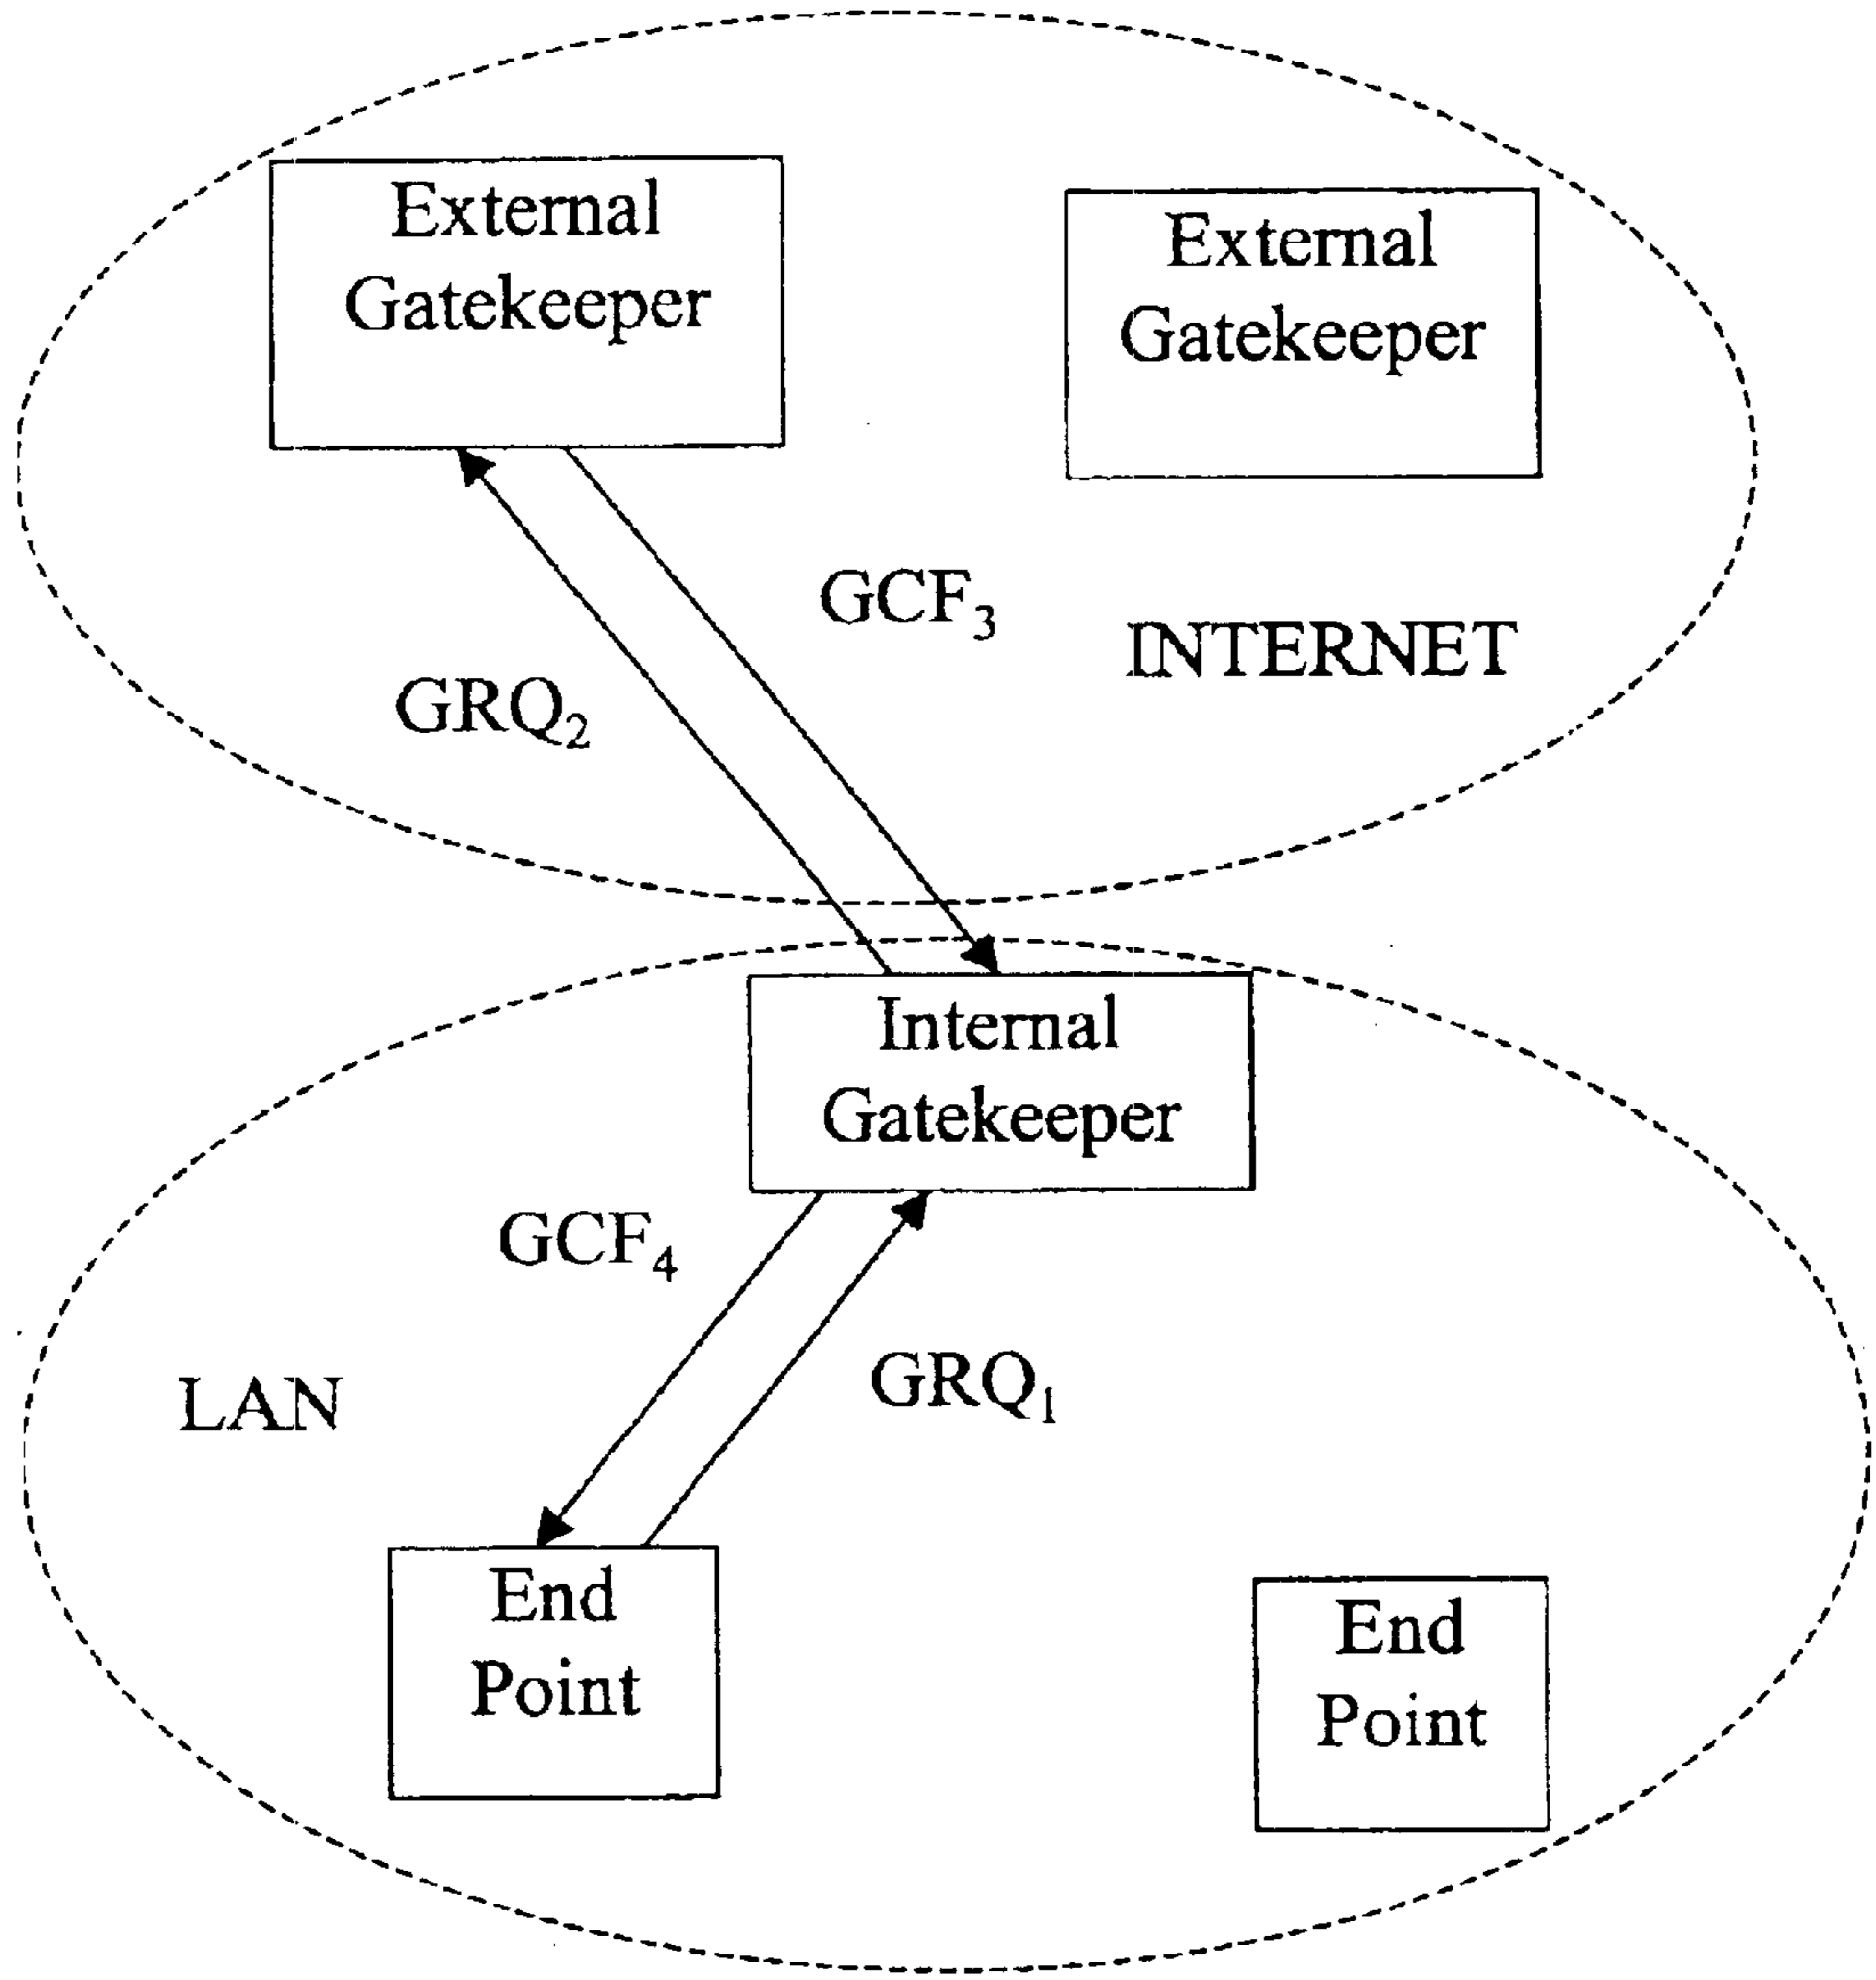 External
Gatekeeper
External
Gatekeeper
GCF₃
INTERNET
GRQ₂
Internal
Gatekeeper
GCF₄
GRQ₁
LAN
End
Point
End
Point